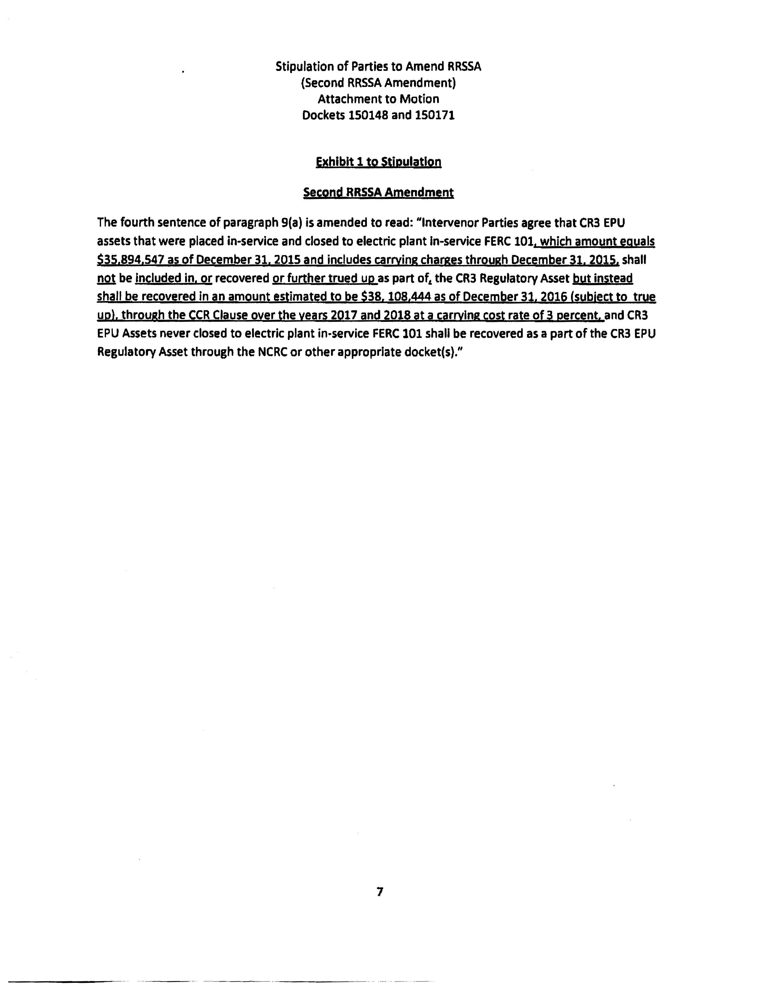 Stipulation of Parties to Amend RRSSA
(Second RRSSA Amendment)
Attachment to Motion
Dockets 150148 and 150171
Exhibit 1 to Stipulation
Second RRSSA Amendment
The fourth sentence of paragraph 9(a) is amended to read: "Intervenor Parties agree that CR3 EPU
assets that were placed in-service and closed to electric plant in-service FERC 101, which amount equals
$35,894,547 as of December 31, 2015 and includes carrying charges through December 31, 2015, shall
not be included in, or recovered or further trued up as part of, the CR3 Regulatory Asset but instead
shall be recovered in an amount estimated to be $38, 108,444 as of December 31, 2016 (subject to  true
up), through the CCR Clause over the years 2017 and 2018 at a carrying cost rate of 3 percent, and CR3
EPU Assets never closed to electric plant in-service FERC 101 shall be recovered as a part of the CR3 EPU
Regulatory Asset through the NCRC or other appropriate docket(s)."
7